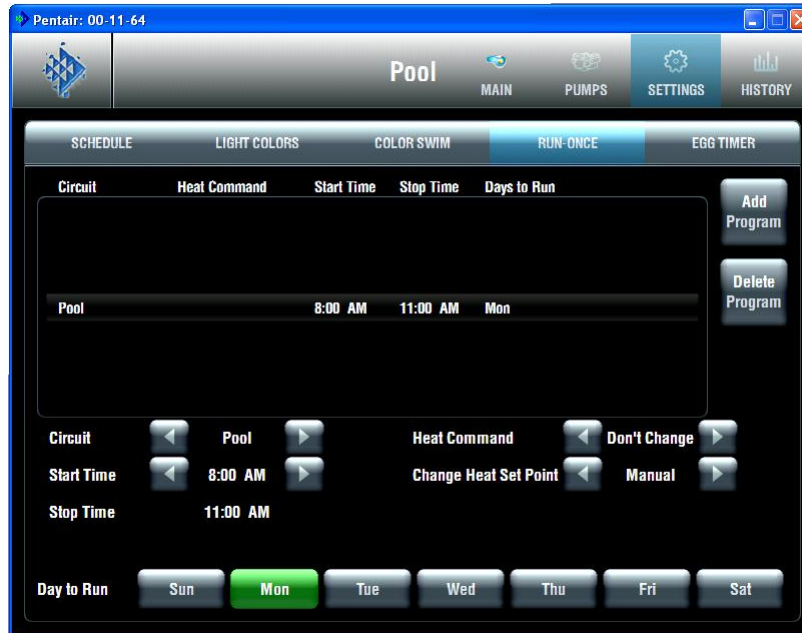 Pentair: 00-11-64
Pool
MAIN
PUMPS
SETTINGS
HISTORY
SCHEDULE
LIGHT COLORS
COLOR SWIM
RUN-ONCE
EGG TIMER
Circuit Heat Command Start Time Stop Time Days to Run
Add
Program
Delete
Program
Pool 8:00 AM 11:00 AM Mon
Circuit Pool Heat Command Don't Change
Start Time 8:00 AM Change Heat Set Point Manual
Stop Time 11:00 AM
Day to Run Sun Mon Tue Wed Thu Fri Sat